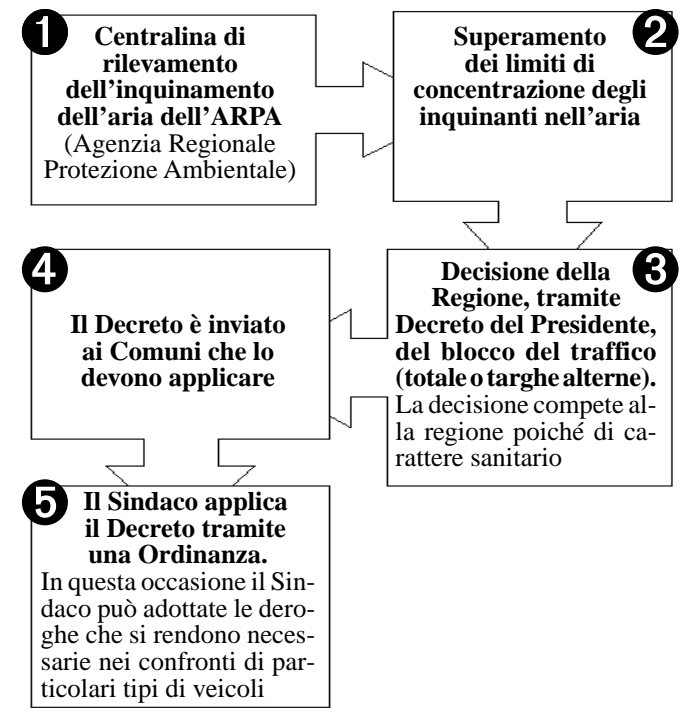 1
Centralina di
rilevamento
dell'inquinamento
dell'aria dell'ARPA
(Agenzia Regionale
Protezione Ambientale)
2
Superamento
dei limiti di
concentrazione degli
inquinanti nell'aria
3
Decisione della
Regione, tramite
Decreto del Presidente,
del blocco del traffico
(totale o targhe alterne).
La decisione compete al-
la regione poiché di ca-
rattere sanitario
4
Il Decreto è inviato
ai Comuni che lo
devono applicare
5
Il Sindaco applica
il Decreto tramite
una Ordinanza.
In questa occasione il Sin-
daco può adottate le dero-
ghe che si rendono neces-
sarie nei confronti di par-
ticolari tipi di veicoli